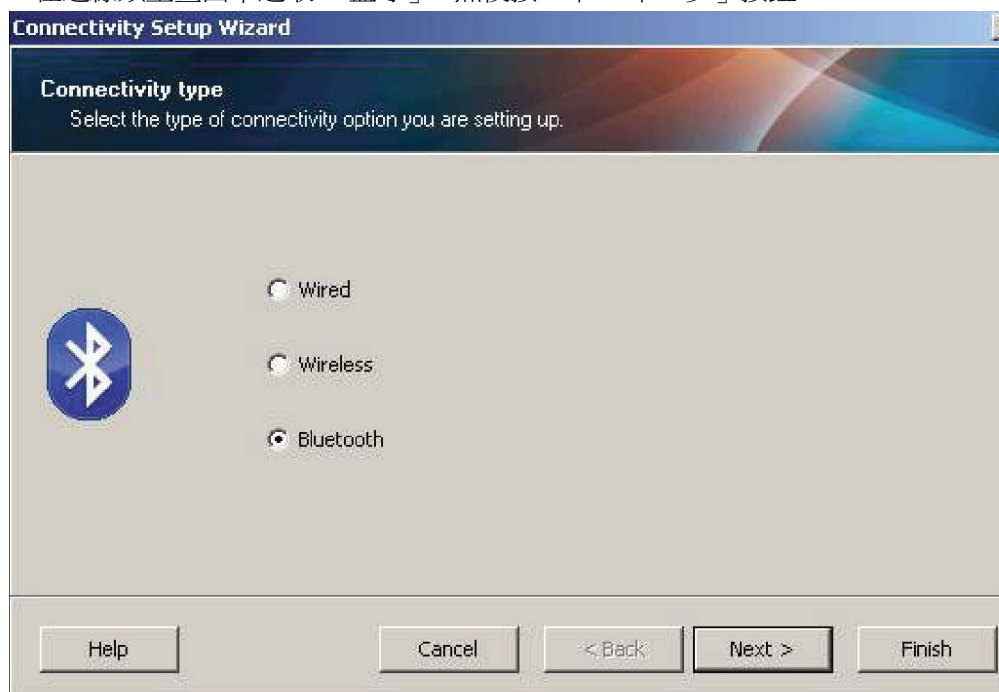 Connectivity Setup Wizard
Connectivity type
Select the type of connectivity option you are setting up.
Wired
Wireless
Bluetooth
Help
Cancel
< Back
Next >
Finish